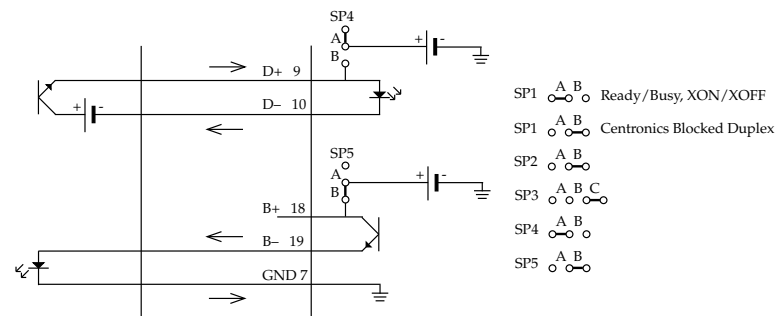 SP4
A
B
+ -
D+ 9
D– 10
+ -
SP5
A
B
+ -
B+ 18
B– 19
GND 7
SP1 A B Ready/Busy, XON/XOFF
SP1 A B Centronics Blocked Duplex
SP2 A B
SP3 A B C
SP4 A B
SP5 A B